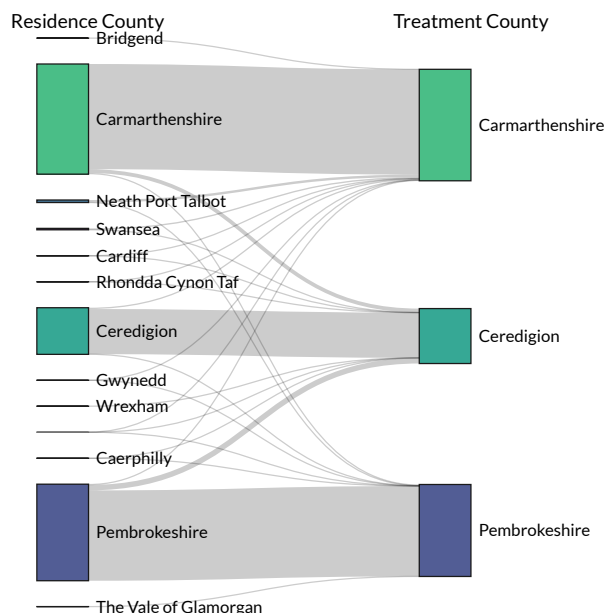 Residence County
Treatment County
Bridgend
Carmarthenshire
Carmarthenshire
Neath Port Talbot
Swansea
Cardiff
Rhondda Cynon Taf
Ceredigion
Ceredigion
Gwynedd
Wrexham
Caerphilly
Pembrokeshire
Pembrokeshire
The Vale of Glamorgan